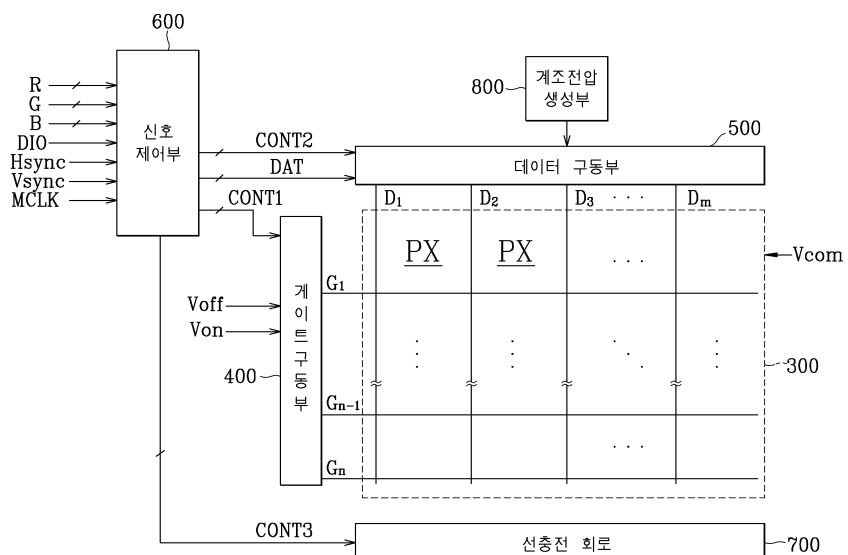 600
R
G
B
DIO
Hsync
Vsync
MCLK
신호
제어부
계조전압
생성부
800
500
CONT2
DAT
CONT1
데이터 구동부
D1 D2 D3 · · · Dm
PX PX · · ·
Vcom
Voff
Von
게이트구동부
400
G1
300
Gn-1
Gn
· · ·
CONT3
선충전 회로
700